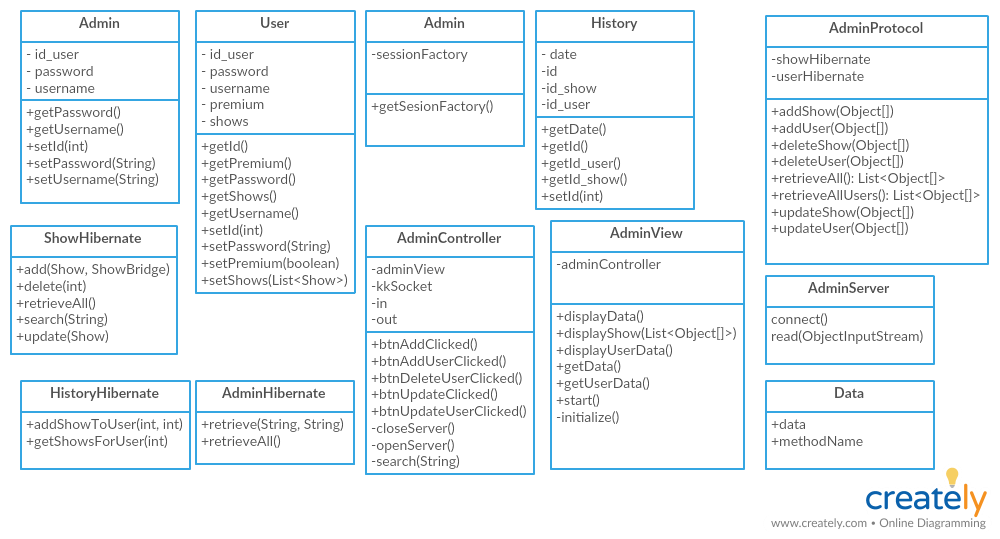 Admin
- id_user
- password
- username
+getPassword()
+getUsername()
+setId(int)
+setPassword(String)
+setUsername(String)
User
- id_user
- password
- username
- premium
- shows
+getId()
+getPremium()
+getPassword()
+getShows()
+getUsername()
+setId(int)
+setPassword(String)
+setPremium(boolean)
+setShows(List<Show>)
Admin
-sessionFactory
+getSesionFactory()
History
- date
-id
-id_show
-id_user
+getDate()
+getId()
+getId_user()
+getId_show()
+setId(int)
AdminProtocol
-showHibernate
-userHibernate
+addShow(Object[])
+addUser(Object[])
+deleteShow(Object[])
+deleteUser(Object[])
+retrieveAll(): List<Object[]>
+retrieveAllUsers(): List<Object[]>
+updateShow(Object[])
+updateUser(Object[])
ShowHibernate
+add(Show, ShowBridge)
+delete(int)
+retrieveAll()
+search(String)
+update(Show)
AdminController
-adminView
-kkSocket
-in
-out
+btnAddClicked()
+btnAddUserClicked()
+btnDeleteUserClicked()
+btnUpdateClicked()
+btnUpdateUserClicked()
-closeServer()
-openServer()
-search(String)
AdminView
-adminController
+displayData()
+displayShow(List<Object[]>)
+displayUserData()
+getData()
+getUserData()
+start()
-initialize()
AdminServer
connect()
read(ObjectInputStream)
HistoryHibernate
+addShowToUser(int, int)
+getShowsForUser(int)
AdminHibernate
+retrieve(String, String)
+retrieveAll()
Data
+data
+methodName
creately
www.creately.com • Online Diagramming